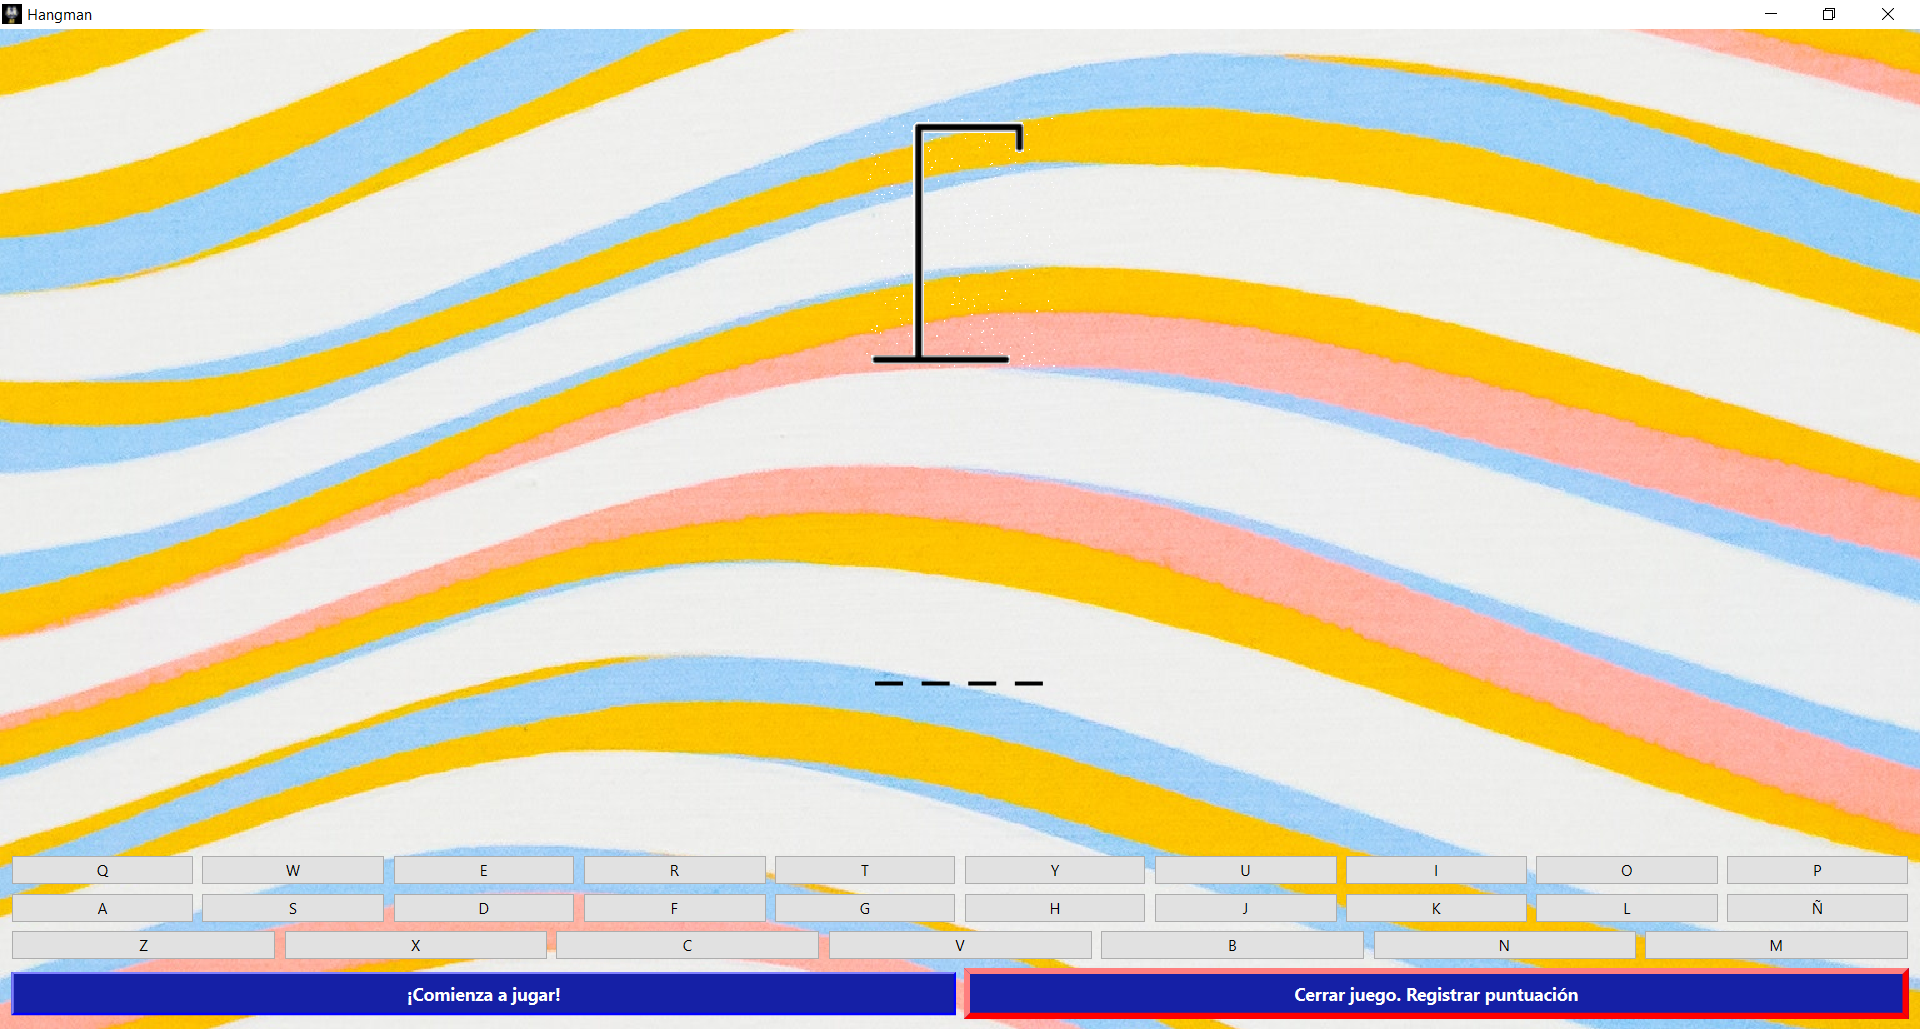 Hangman
Q W E R T Y U I O P
A S D F G H J K L Ñ
Z X C V B N M
¡Comienza a jugar! Cerrar juego. Registrar puntuación